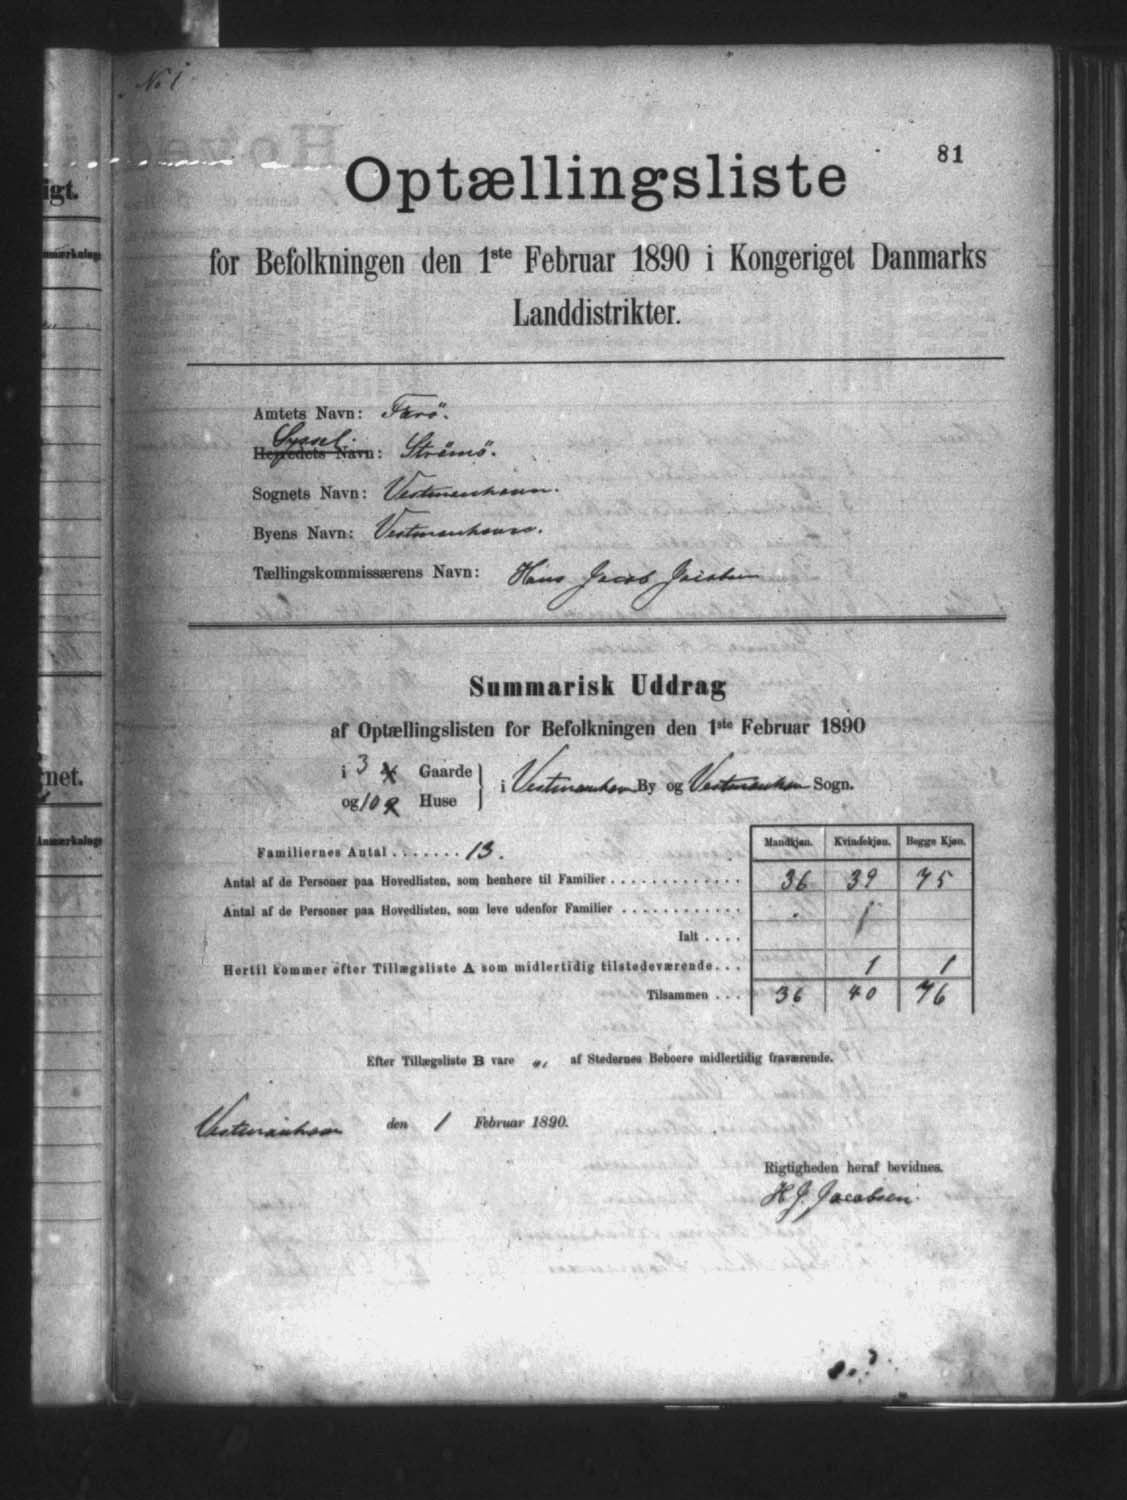 No 1
81
Optællingsliste
for Befolkningen den 1ste Februar 1890 i Kongeriget Danmarks
Landdistrikter.
Amtets Navn: Færö.
Syssel.
Herredets Navn: Strömö.
Sognets Navn: Vestmanhavn.
Byens Navn: Vestmanhavn.
Tællingskommissærens Navn: Hans Jacob Jacobsen
Summarisk Uddrag
af Optællingslisten for Befolkningen den 1ste Februar 1890
i 3 Gaarde
og 10 Huse
i Vestmanhavn By og Vestmanhavn Sogn.
Mandkjøn. Kvindekjøn. Begge Kjøn.
Familiernes Antal ....... 13.
Antal af de Personer paa Hovedlisten, som henhøre til Familier ............. 36 39 75
Antal af de Personer paa Hovedlisten, som leve udenfor Familier ............ . 1
Ialt ....
Hertil kommer efter Tillægsliste A som midlertidig tilstedeværende... 1 1
Tilsammen ... 36 40 76
Efter Tillægsliste B vare „ af Stedernes Beboere midlertidig fraværende.
Vestmanhavn den 1 Februar 1890.
Rigtigheden heraf bevidnes.
H. J. Jacobsen.
igt.
Anmærkning
net.
Anmærkning